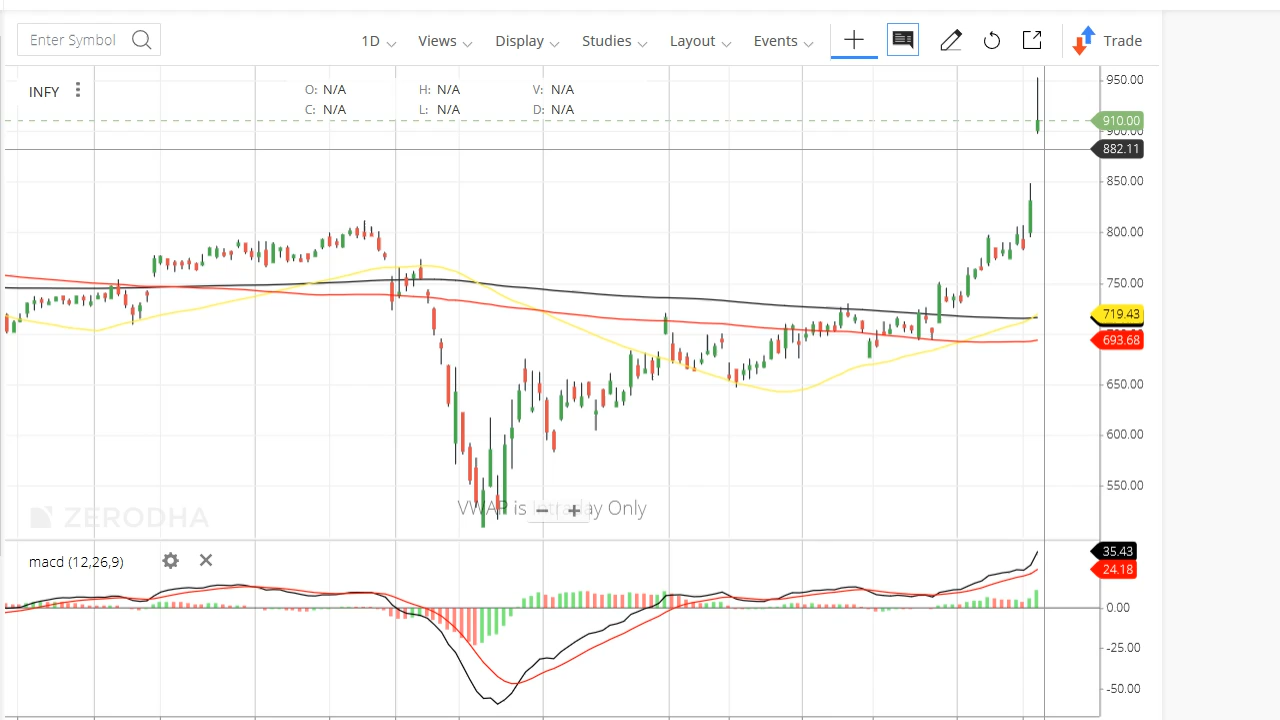 Enter Symbol 1D Views Display Studies Layout Events Trade
INFY O: N/A H: N/A V: N/A
C: N/A L: N/A D: N/A
950.00
910.00
900.00
882.11
850.00
800.00
750.00
719.43
693.68
650.00
600.00
550.00
VWAP is Intraday Only
ZERODHA
macd (12,26,9)
35.43
24.18
0.00
-25.00
-50.00